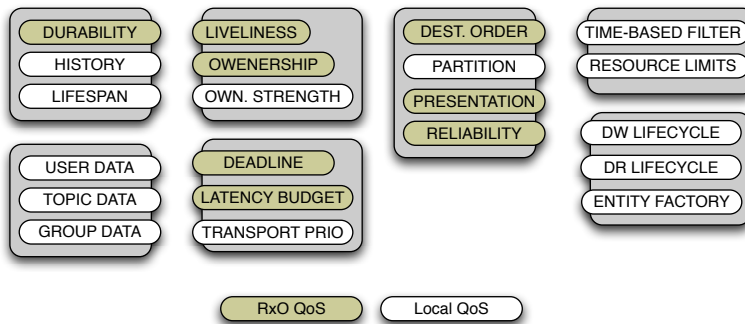 DURABILITY
HISTORY
LIFESPAN
LIVELINESS
OWENERSHIP
OWN. STRENGTH
DEST. ORDER
PARTITION
PRESENTATION
RELIABILITY
TIME-BASED FILTER
RESOURCE LIMITS
USER DATA
TOPIC DATA
GROUP DATA
DEADLINE
LATENCY BUDGET
TRANSPORT PRIO
DW LIFECYCLE
DR LIFECYCLE
ENTITY FACTORY
RxO QoS
Local QoS